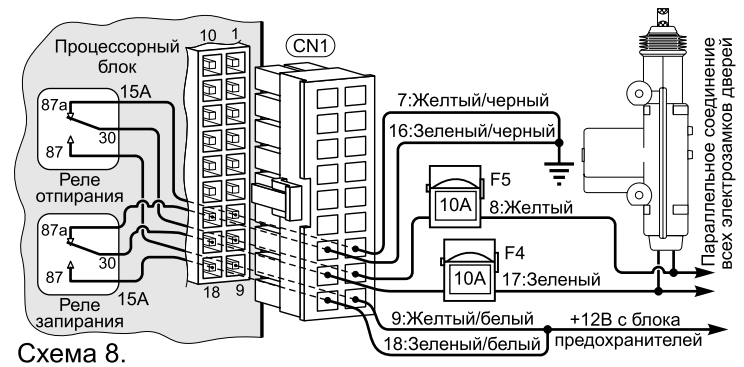 Процессорный
блок
10 1
CN1
15А
87а
30
87
Реле
отпирания
87а
30
87
15А
Реле
запирания
18 9
7:Желтый/черный
16:Зеленый/черный
F5
10А
8:Желтый
F4
10А
17:Зеленый
9:Желтый/белый
18:Зеленый/белый
+12В с блока
предохранителей
Параллельное соединение
всех электрозамков дверей
Схема 8.